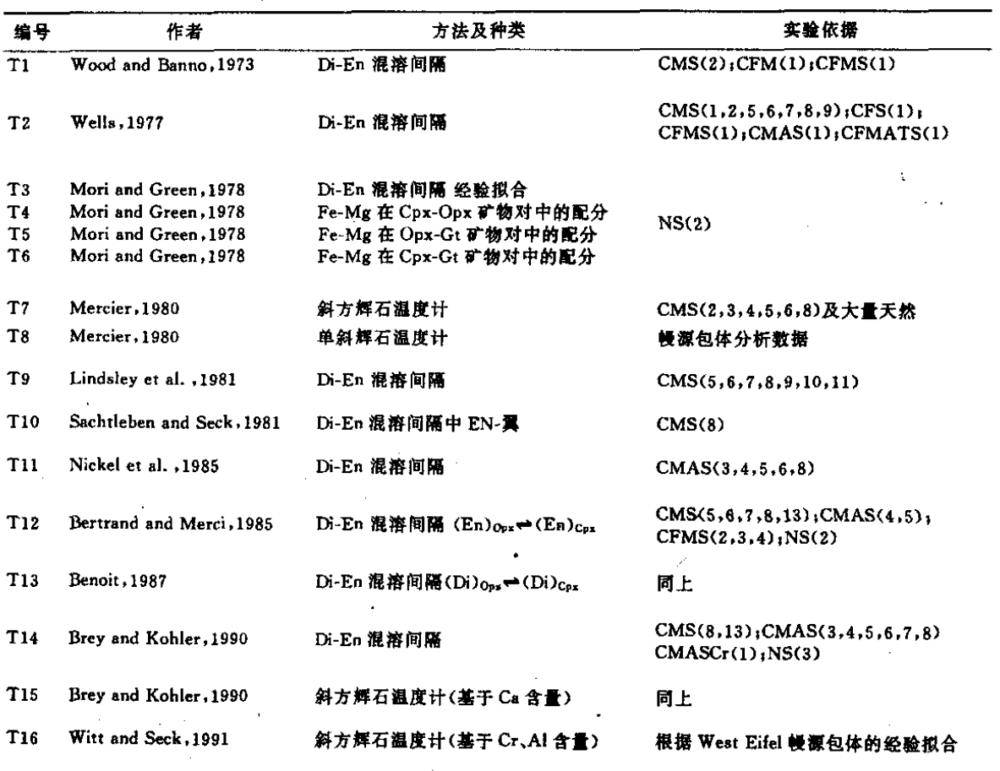 编号 作者 方法及种类 实验依据
T1 Wood and Banno,1973 Di-En 混溶间隔 CMS(2);CFM(1);CFMS(1)
T2 Wells,1977 Di-En 混溶间隔 CMS(1,2,5,6,7,8,9);CFS(1);
CFMS(1);CMAS(1);CFMATS(1)
T3 Mori and Green,1978 Di-En 混溶间隔 经验拟合
T4 Mori and Green,1978 Fe-Mg 在 Cpx-Opx 矿物对中的配分
NS(2)
T5 Mori and Green,1978 Fe-Mg 在 Opx-Gt 矿物对中的配分
T6 Mori and Green,1978 Fe-Mg 在 Cpx-Gt 矿物对中的配分
T7 Mercier,1980 斜方辉石温度计 CMS(2,3,4,5,6,8)及大量天然
T8 Mercier,1980 单斜辉石温度计 幔源包体分析数据
T9 Lindsley et al. ,1981 Di-En 混溶间隔 CMS(5,6,7,8,9,10,11)
T10 Sachtleben and Seck,1981 Di-En 混溶间隔中 EN-翼 CMS(8)
T11 Nickel et al. ,1985 Di-En 混溶间隔 CMAS(3,4,5,6,8)
T12 Bertrand and Merci,1985 Di-En 混溶间隔 (En)Opx⇌(En)Cpx CMS(5,6,7,8,13);CMAS(4,5);
CFMS(2,3,4);NS(2)
T13 Benoit,1987 Di-En 混溶间隔(Di)Opx⇌(Di)Cpx 同上
T14 Brey and Kohler,1990 Di-En 混溶间隔 CMS(8,13);CMAS(3,4,5,6,7,8)
CMASCr(1);NS(3)
T15 Brey and Kohler,1990 斜方辉石温度计(基于 Ca 含量) 同上
T16 Witt and Seck,1991 斜方辉石温度计(基于 Cr、Al 含量) 根据 West Eifel 幔源包体的经验拟合